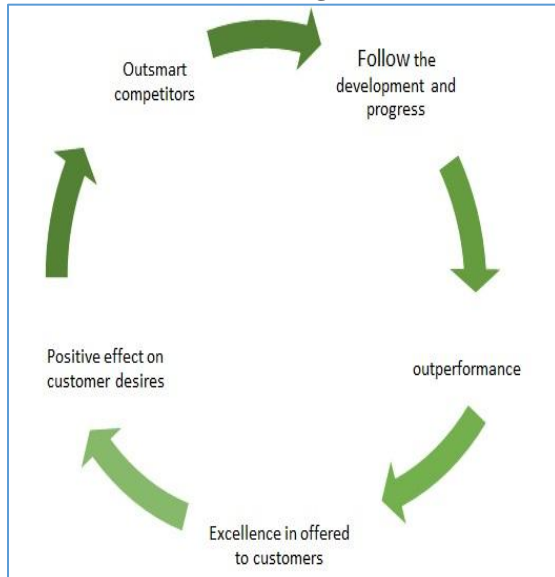 Outsmart
competitors
Follow the
development and
progress
outperformance
Excellence in offered
to customers
Positive effect on
customer desires